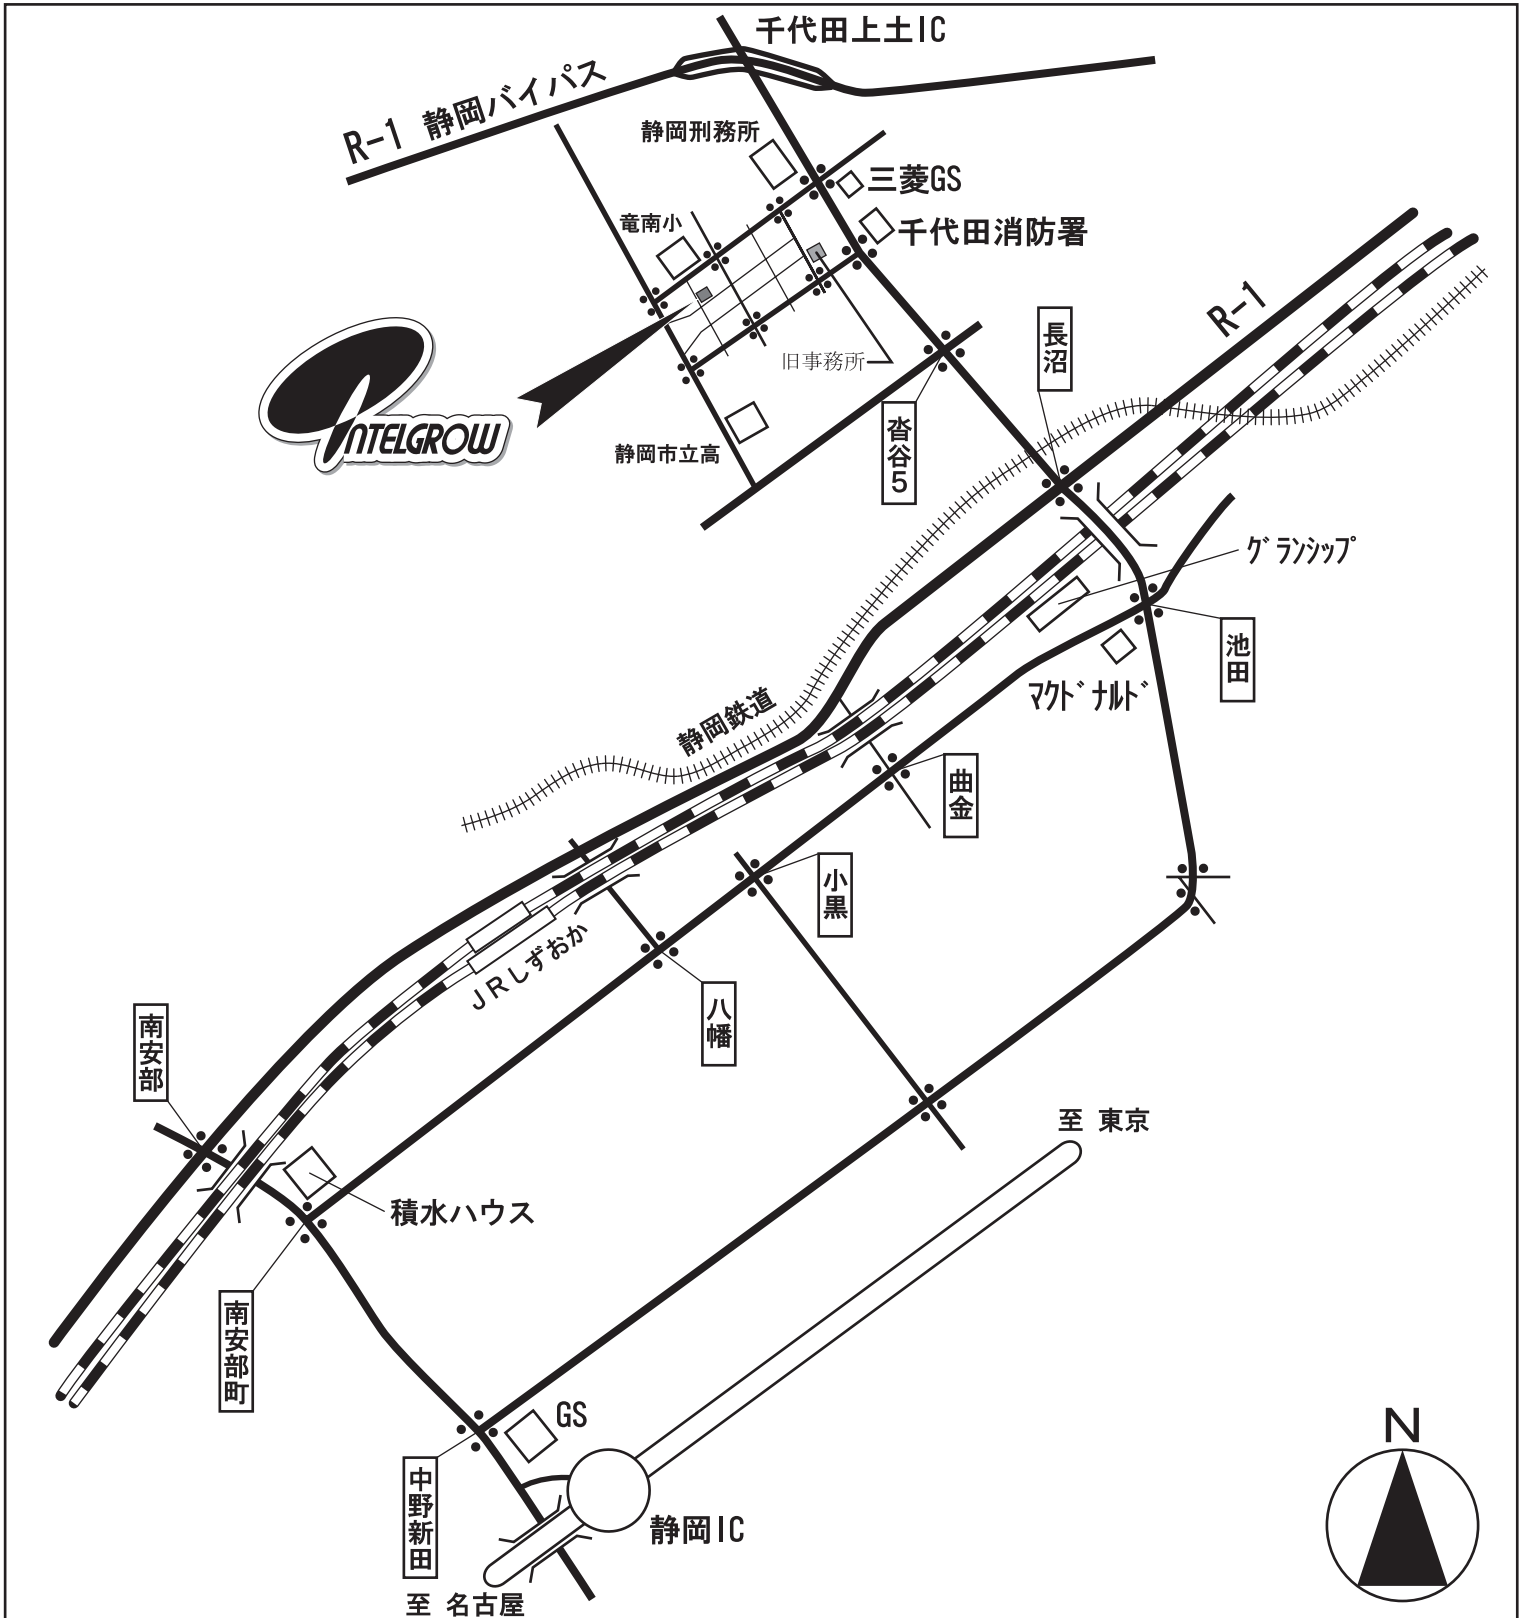 千代田上土IC
R-1 静岡バイパス
静岡刑務所
三菱GS
竜南小
千代田消防署
R-1
長沼
旧事務所
INTELGROW
沓谷5
静岡市立高
グランシップ
池田
マクドナルド
静岡鉄道
曲金
小黒
JRしずおか
八幡
南安部
至 東京
積水ハウス
南安部町
GS
N
中野新田
静岡IC
至 名古屋